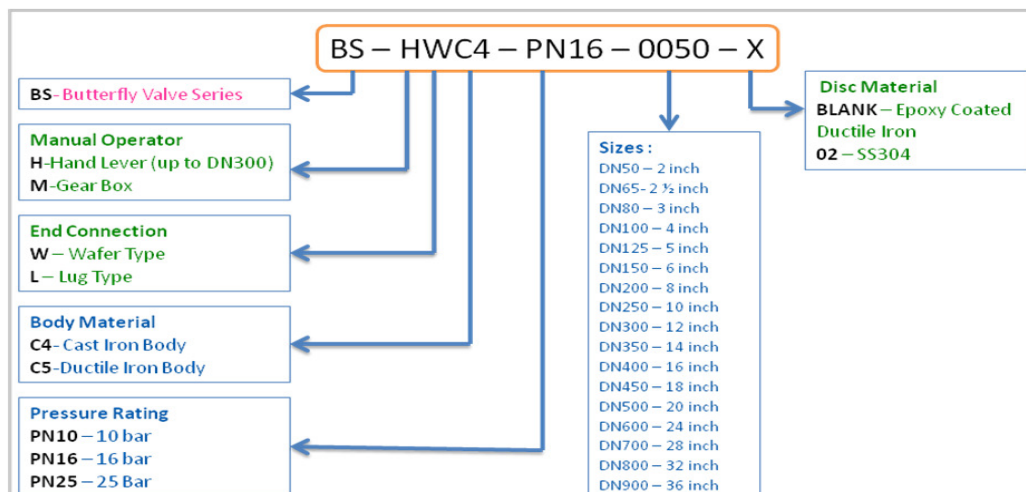 BS – HWC4 – PN16 – 0050 – X
BS- Butterfly Valve Series
Manual Operator
H-Hand Lever (up to DN300)
M-Gear Box
End Connection
W – Wafer Type
L – Lug Type
Body Material
C4- Cast Iron Body
C5-Ductile Iron Body
Pressure Rating
PN10 – 10 bar
PN16 – 16 bar
PN25 – 25 Bar
Sizes :
DN50 – 2 inch
DN65- 2 ½ inch
DN80 – 3 inch
DN100 – 4 inch
DN125 – 5 inch
DN150 – 6 inch
DN200 – 8 inch
DN250 – 10 inch
DN300 – 12 inch
DN350 – 14 inch
DN400 – 16 inch
DN450 – 18 inch
DN500 – 20 inch
DN600 – 24 inch
DN700 – 28 inch
DN800 – 32 inch
DN900 – 36 inch
Disc Material
BLANK – Epoxy Coated
Ductile Iron
02 – SS304